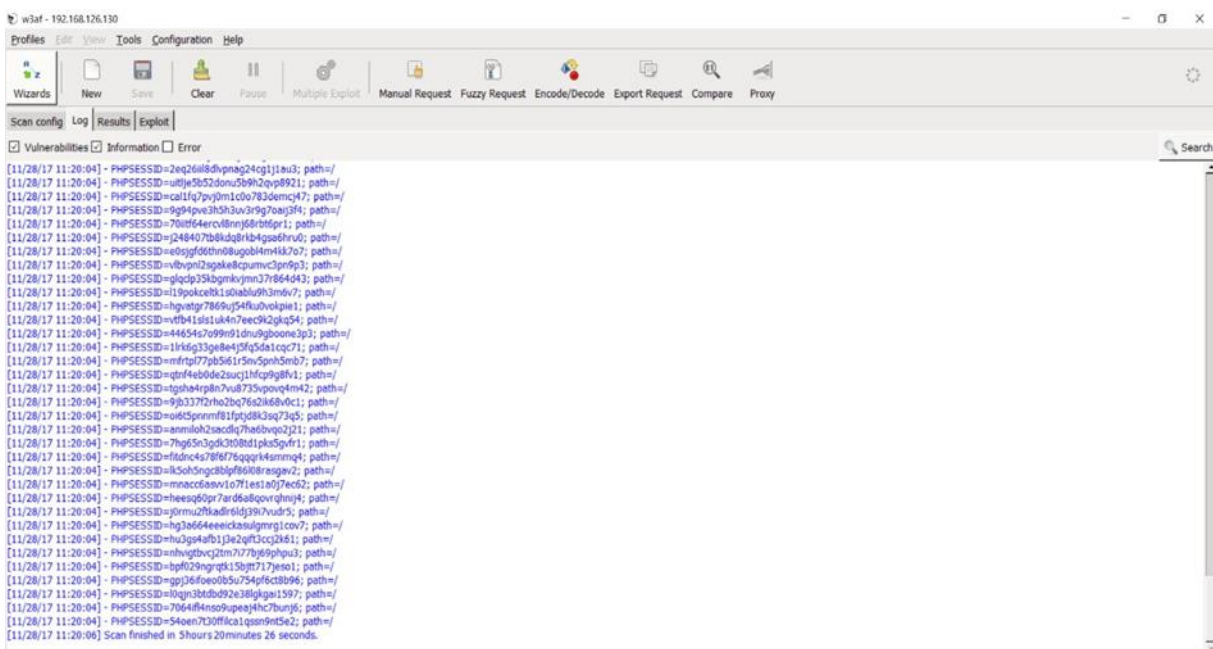 w3af - 192.168.126.130
Profiles Edit View Tools Configuration Help
Wizards New Save Clear Pause Multiple Exploit Manual Request Fuzzy Request Encode/Decode Export Request Compare Proxy
Scan config Log Results Exploit
Vulnerabilities Information Error Search
[11/28/17 11:20:04] - PHPSESSID=2eq26iil8dlvpnag24cg1j1au3; path=/
[11/28/17 11:20:04] - PHPSESSID=uitlje5b52donu5b9h2qvp8921; path=/
[11/28/17 11:20:04] - PHPSESSID=cal1fq7pvj0m1c0o783demcj47; path=/
[11/28/17 11:20:04] - PHPSESSID=9g94pve3h5h3uv3r9g7oaij3f4; path=/
[11/28/17 11:20:04] - PHPSESSID=70iitf64ercvl8nnj68rbt6pr1; path=/
[11/28/17 11:20:04] - PHPSESSID=j248407tb8kdq8rkb4gsa6hru0; path=/
[11/28/17 11:20:04] - PHPSESSID=e0sjgfd6thn08ugobl4m4kk7o7; path=/
[11/28/17 11:20:04] - PHPSESSID=vlbvpnl2sgake8cpumvc3pn9p3; path=/
[11/28/17 11:20:04] - PHPSESSID=glqclp35kbgmkvjmn37r864d43; path=/
[11/28/17 11:20:04] - PHPSESSID=l19pokceltk1s0iablu9h3m6v7; path=/
[11/28/17 11:20:04] - PHPSESSID=hgvatgr7869uj54fku0vokpie1; path=/
[11/28/17 11:20:04] - PHPSESSID=vtfb41sls1uk4n7eec9k2gkq54; path=/
[11/28/17 11:20:04] - PHPSESSID=44654s7o99n91dnu9gboone3p3; path=/
[11/28/17 11:20:04] - PHPSESSID=1lrk6g33ge8e4j5fq5da1cqc71; path=/
[11/28/17 11:20:04] - PHPSESSID=mfrtpl77pb5i61r5nv5pnh5mb7; path=/
[11/28/17 11:20:04] - PHPSESSID=qtnf4eb0de2sucj1hfcp9g8fv1; path=/
[11/28/17 11:20:04] - PHPSESSID=tgsha4rp8n7vu8735vpovq4m42; path=/
[11/28/17 11:20:04] - PHPSESSID=9jb337f2rho2bq76s2ik68v0c1; path=/
[11/28/17 11:20:04] - PHPSESSID=oi6t5pnnmf81fptjd8k3sq73q5; path=/
[11/28/17 11:20:04] - PHPSESSID=anmiloh2sacdlq7ha6bvqo2j21; path=/
[11/28/17 11:20:04] - PHPSESSID=7hg65n3gdk3t08td1pks5gvfr1; path=/
[11/28/17 11:20:04] - PHPSESSID=fitdnc4s78f6f76qqqrk4smmq4; path=/
[11/28/17 11:20:04] - PHPSESSID=lk5oh5ngc8blpf86l08rasgav2; path=/
[11/28/17 11:20:04] - PHPSESSID=mnacc6asvv1o7f1es1a0j7ec62; path=/
[11/28/17 11:20:04] - PHPSESSID=heesq60pr7ard6a8qovrqhnij4; path=/
[11/28/17 11:20:04] - PHPSESSID=j0rmu2ftkadlr6ldj39i7vudr5; path=/
[11/28/17 11:20:04] - PHPSESSID=hg3a664eeeickasulgmrg1cov7; path=/
[11/28/17 11:20:04] - PHPSESSID=hu3gs4afb1j3e2qift3ccj2k61; path=/
[11/28/17 11:20:04] - PHPSESSID=nhvigtbvcj2tm7i77bj69phpu3; path=/
[11/28/17 11:20:04] - PHPSESSID=bpf029ngrqtk15bjtt717jeso1; path=/
[11/28/17 11:20:04] - PHPSESSID=gpj36ifoeo0b5u754pf6ct8b96; path=/
[11/28/17 11:20:04] - PHPSESSID=l0qjn3btdbd92e38lgkgai1597; path=/
[11/28/17 11:20:04] - PHPSESSID=7064ifl4nso9upeaj4hc7bunj6; path=/
[11/28/17 11:20:04] - PHPSESSID=54oen7t30ffilca1qssn9nt5e2; path=/
[11/28/17 11:20:06] Scan finished in 5hours 20minutes 26 seconds.